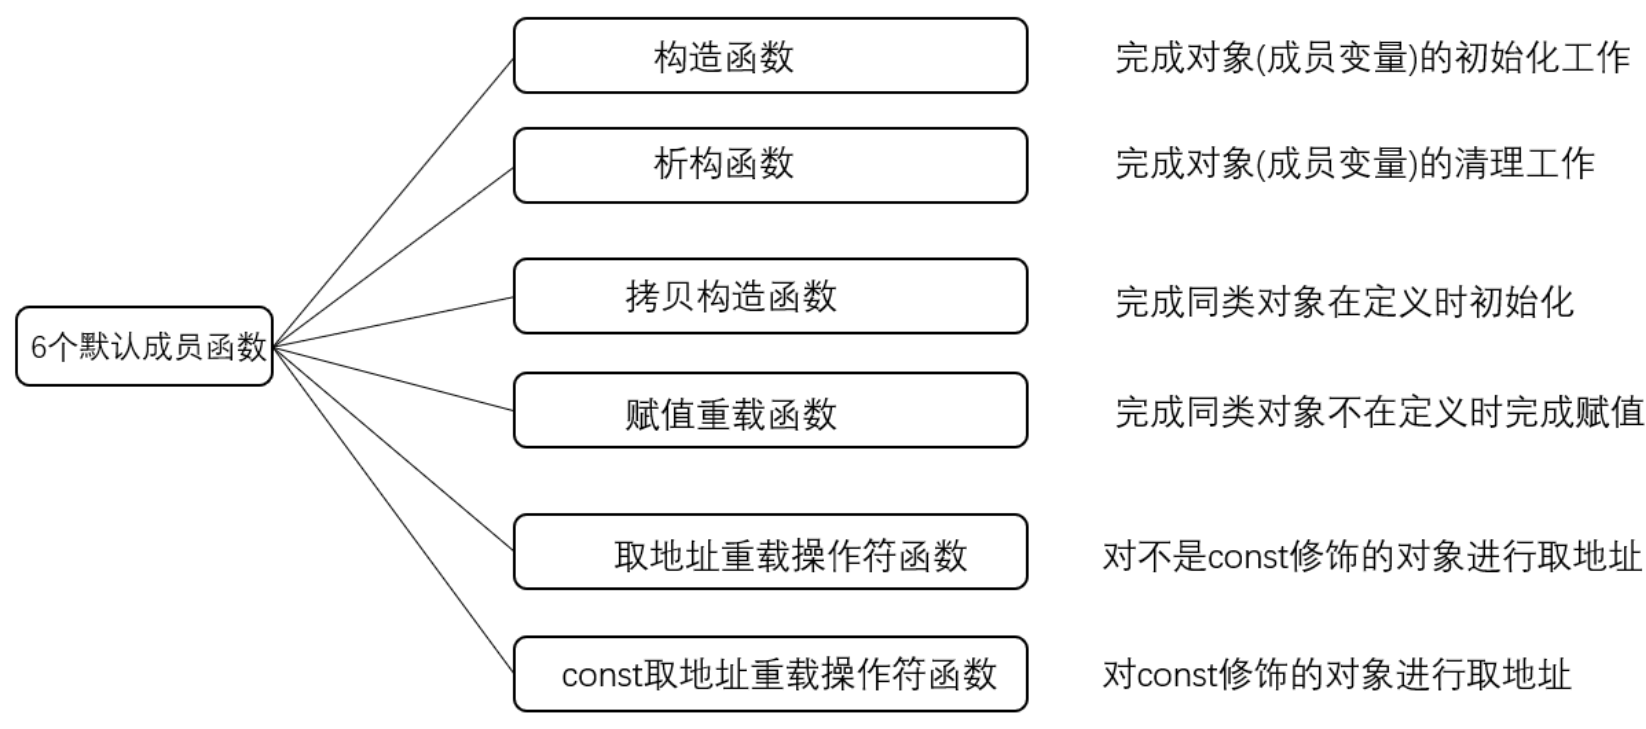 构造函数
完成对象(成员变量)的初始化工作
析构函数
完成对象(成员变量)的清理工作
拷贝构造函数
完成同类对象在定义时初始化
6个默认成员函数
赋值重载函数
完成同类对象不在定义时完成赋值
取地址重载操作符函数
对不是const修饰的对象进行取地址
const取地址重载操作符函数
对const修饰的对象进行取地址